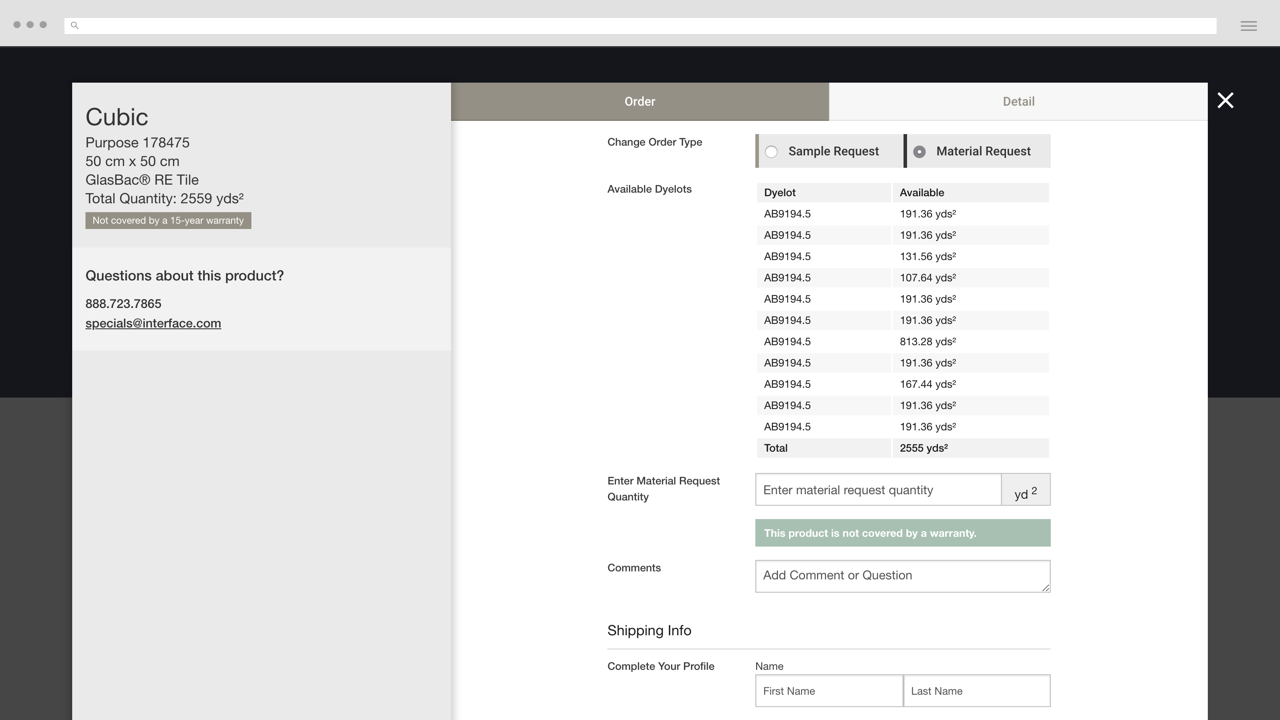 Order
Detail
Cubic
Purpose 178475
50 cm x 50 cm
GlasBac® RE Tile
Total Quantity: 2559 yds²
Not covered by a 15-year warranty
Questions about this product?
888.723.7865
specials@interface.com
Change Order Type
Sample Request
Material Request
Available Dyelots
Dyelot Available
AB9194.5 191.36 yds²
AB9194.5 191.36 yds²
AB9194.5 131.56 yds²
AB9194.5 107.64 yds²
AB9194.5 191.36 yds²
AB9194.5 191.36 yds²
AB9194.5 813.28 yds²
AB9194.5 191.36 yds²
AB9194.5 167.44 yds²
AB9194.5 191.36 yds²
AB9194.5 191.36 yds²
Total 2555 yds²
Enter Material Request
Quantity
Enter material request quantity
yd ²
This product is not covered by a warranty.
Comments
Add Comment or Question
Shipping Info
Complete Your Profile
Name
First Name
Last Name